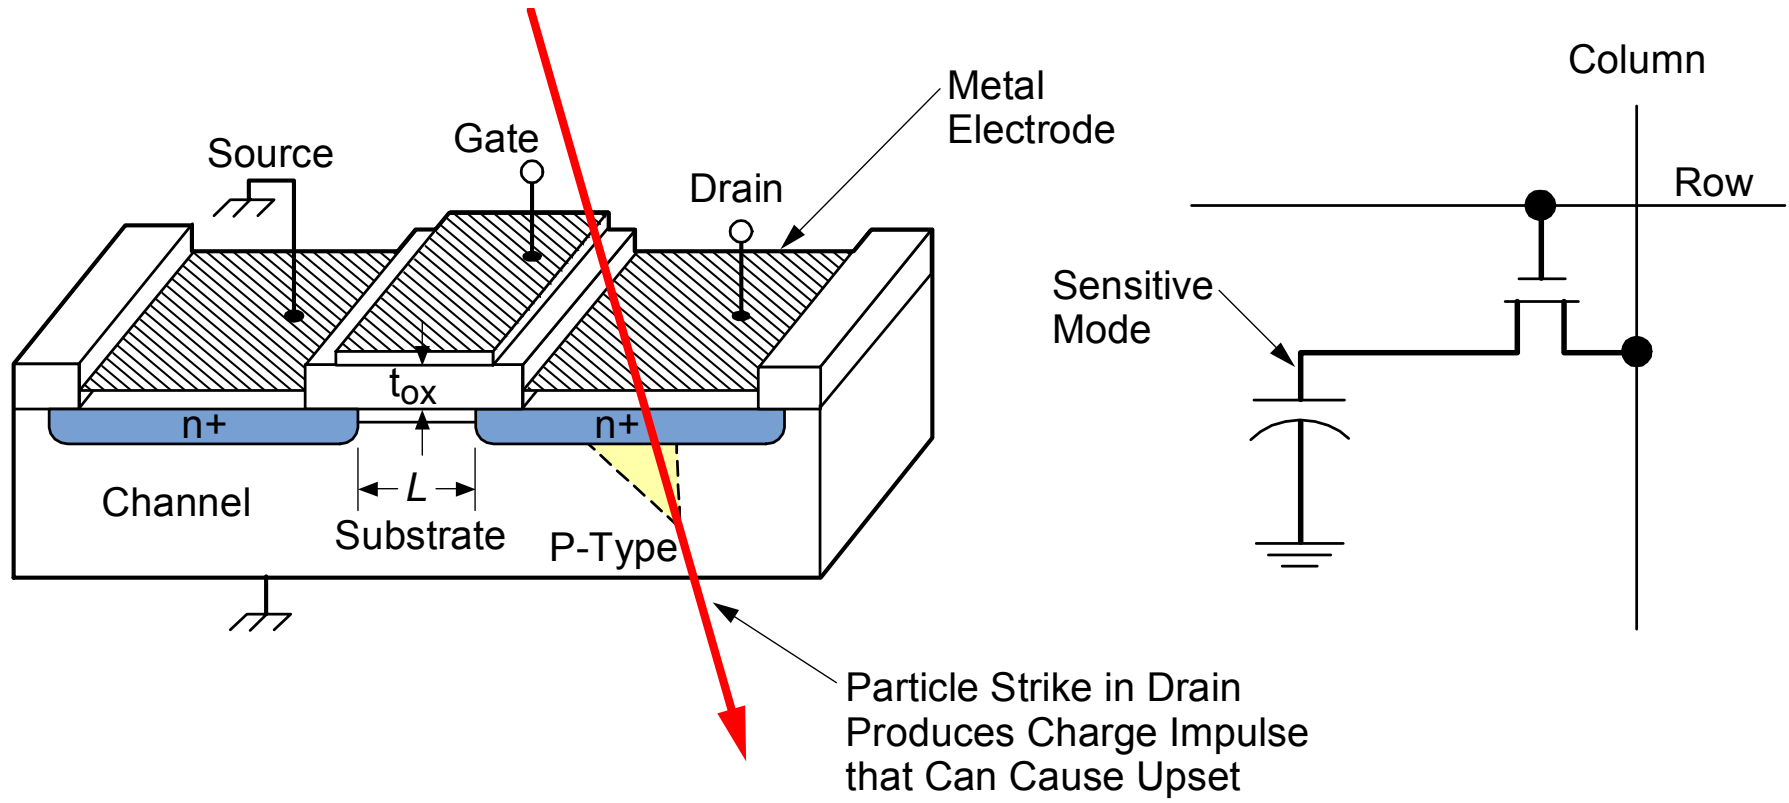 Source
Gate
Drain
Metal
Electrode
tox
n+
n+
Channel
L
Substrate
P-Type
Particle Strike in Drain
Produces Charge Impulse
that Can Cause Upset
Column
Row
Sensitive
Mode